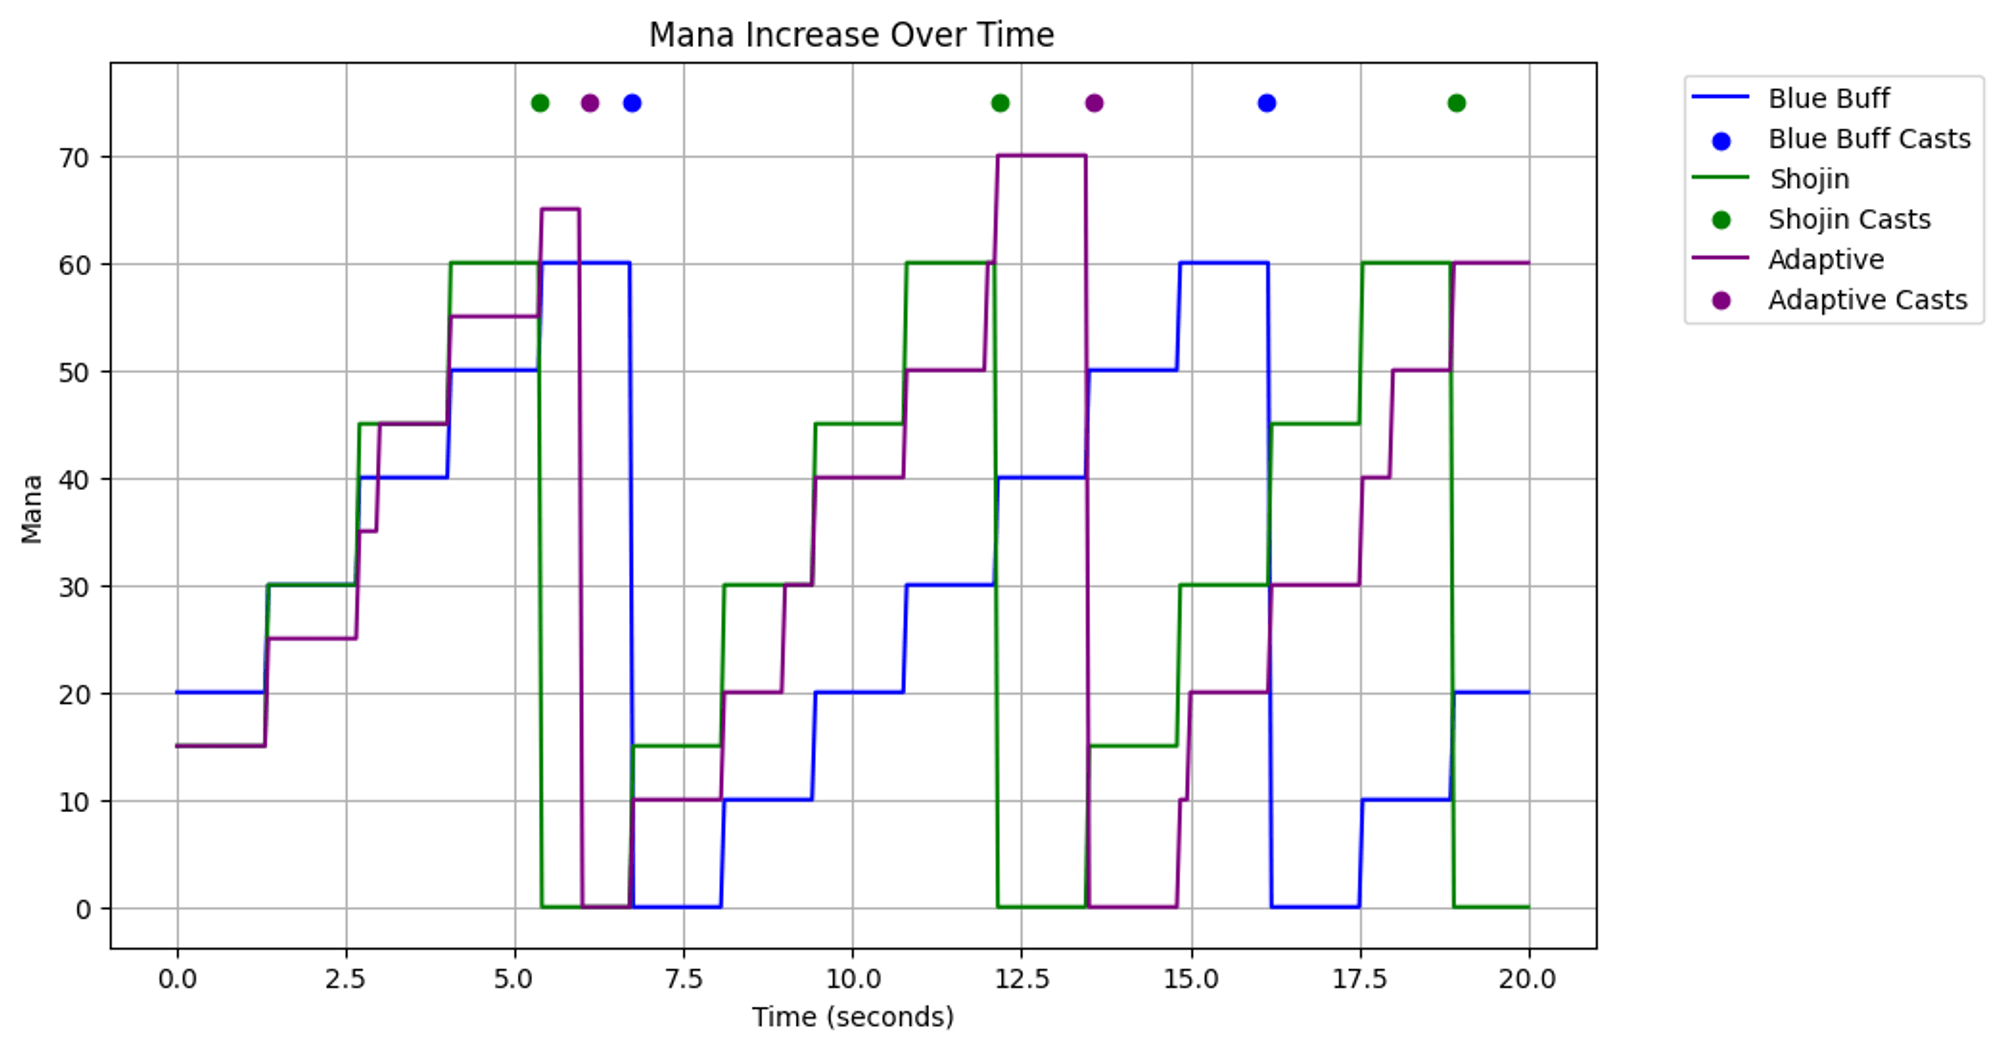 Mana Increase Over Time
Blue Buff
Blue Buff Casts
Shojin
Shojin Casts
Adaptive
Adaptive Casts
Mana
70
60
50
40
30
20
10
0
0.0 2.5 5.0 7.5 10.0 12.5 15.0 17.5 20.0
Time (seconds)